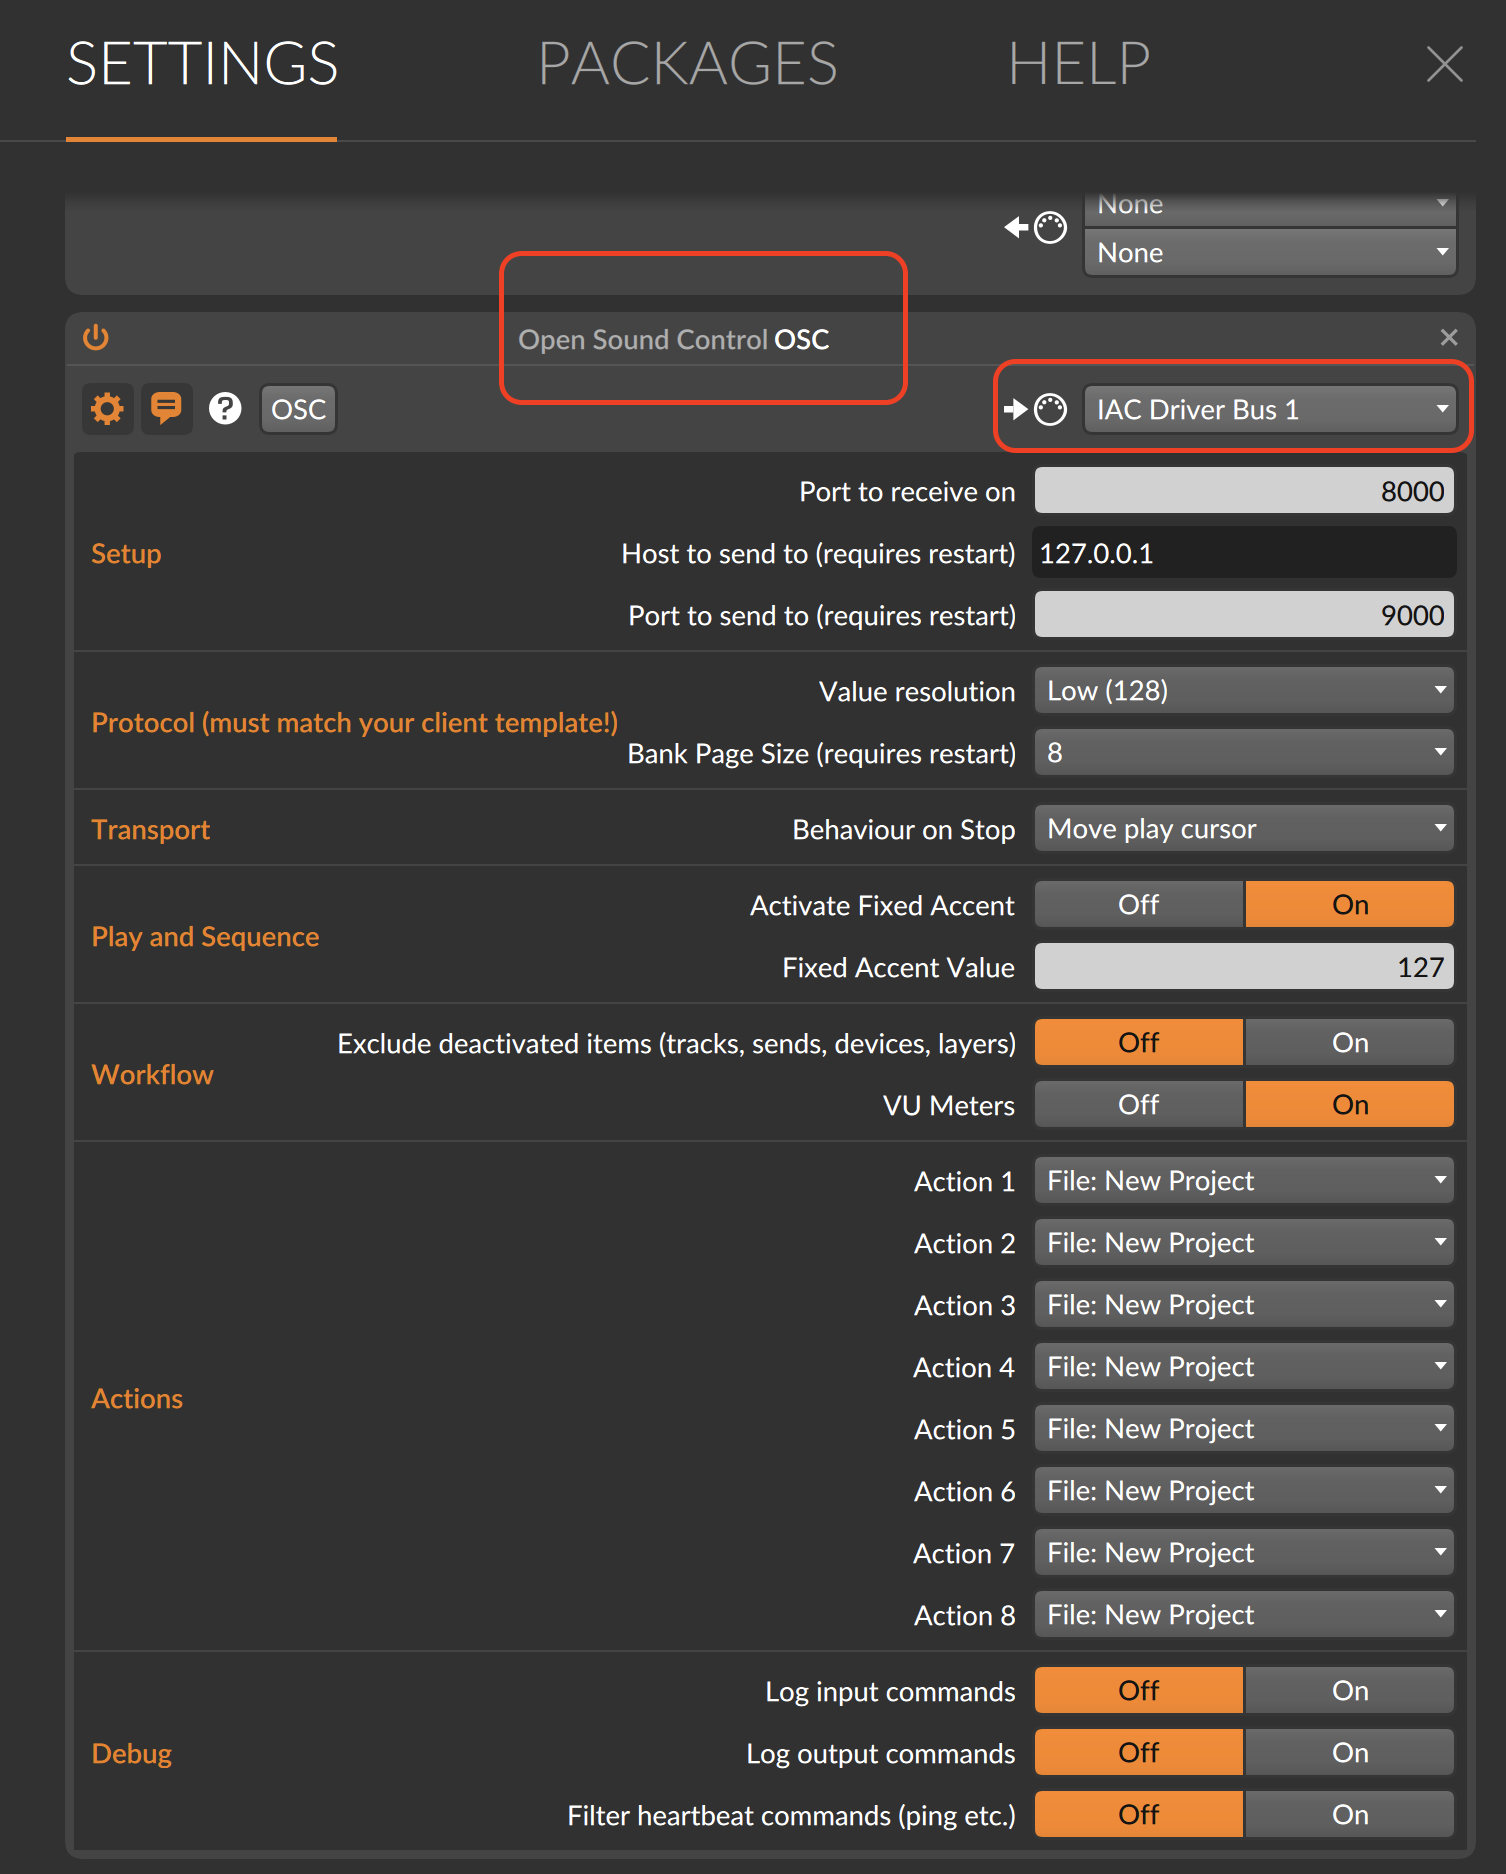 SETTINGS PACKAGES HELP
None
None
Open Sound Control OSC
? OSC IAC Driver Bus 1
Port to receive on 8000
Setup Host to send to (requires restart) 127.0.0.1
Port to send to (requires restart) 9000
Value resolution Low (128)
Protocol (must match your client template!)
Bank Page Size (requires restart) 8
Transport Behaviour on Stop Move play cursor
Activate Fixed Accent Off On
Play and Sequence
Fixed Accent Value 127
Exclude deactivated items (tracks, sends, devices, layers) Off On
Workflow
VU Meters Off On
Action 1 File: New Project
Action 2 File: New Project
Action 3 File: New Project
Action 4 File: New Project
Actions
Action 5 File: New Project
Action 6 File: New Project
Action 7 File: New Project
Action 8 File: New Project
Log input commands Off On
Debug Log output commands Off On
Filter heartbeat commands (ping etc.) Off On